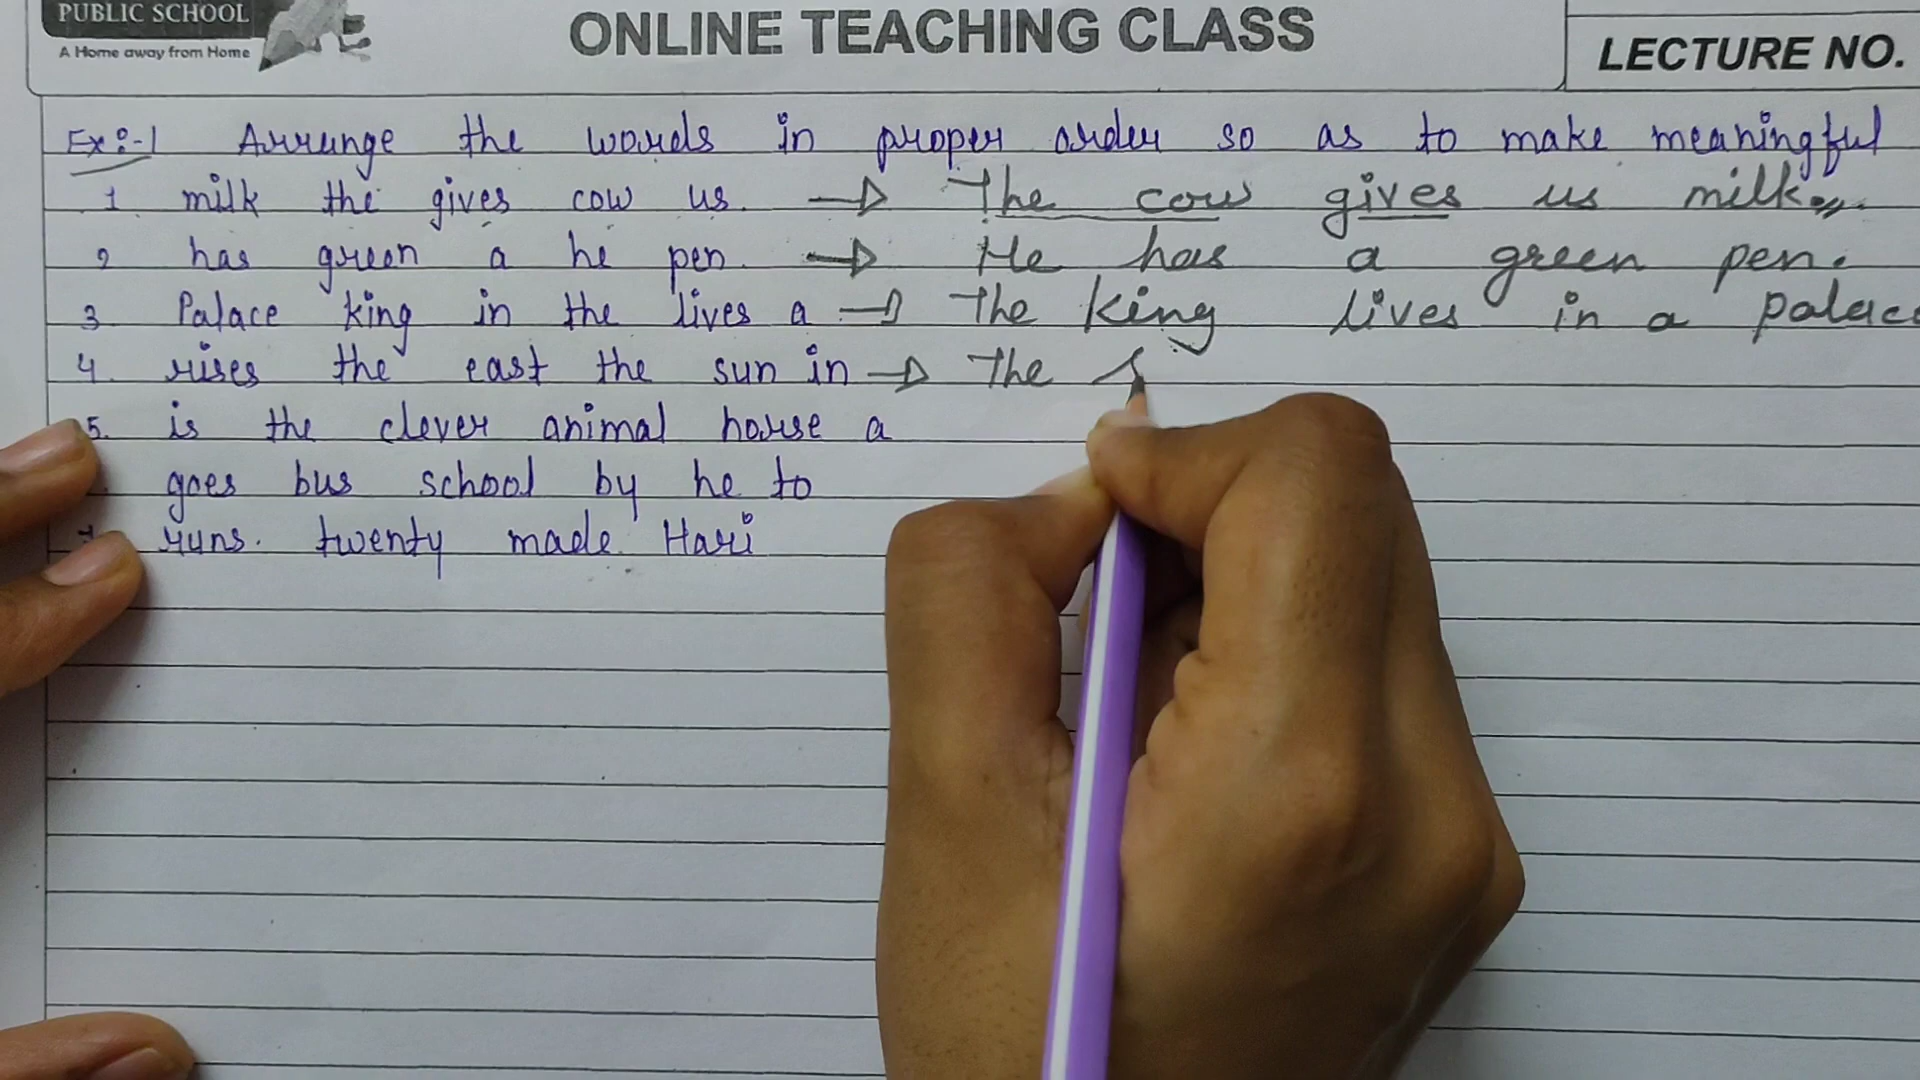 PUBLIC SCHOOL
A Home away from Home
ONLINE TEACHING CLASS
LECTURE NO.
Ex:-1 Arrange the words in proper order so as to make meaningful
1 milk the gives cow us. → The cow gives us milk.
2 has green a he pen. → He has a green pen.
3 Palace king in the lives a → The king lives in a palace
4. rises the east the sun in → The s
5. is the clever animal horse a
goes bus school by he to
runs. twenty made Hari